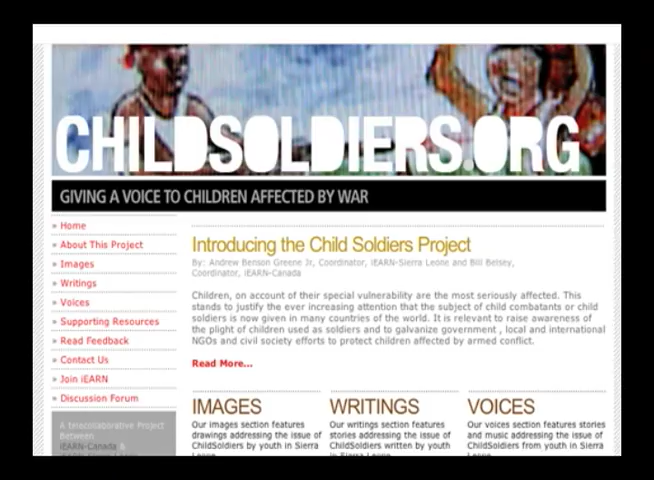 CHILDSOLDIERS.ORG
GIVING A VOICE TO CHILDREN AFFECTED BY WAR
» Home
» About This Project
» Images
» Writings
» Voices
» Supporting Resources
» Read Feedback
» Contact Us
» Join iEARN
» Discussion Forum
A telecollaborative Project
Between
iEARN-Canada &
Introducing the Child Soldiers Project
By: Andrew Benson Greene Jr, Coordinator, iEARN-Sierra Leone and Bill Belsey,
Coordinator, iEARN-Canada
Children, on account of their special vulnerability are the most seriously affected. This
stands to justify the ever increasing attention that the subject of child combatants or child
soldiers is now given in many countries of the world. It is relevant to raise awareness of
the plight of children used as soldiers and to galvanize government , local and international
NGOs and civil society efforts to protect children affected by armed conflict.
Read More...
IMAGES
Our images section features
drawings addressing the issue of
ChildSoldiers by youth in Sierra
Leone
WRITINGS
Our writings section features
stories addressing the issue of
ChildSoldiers written by youth
in Sierra Leone
VOICES
Our voices section features stories
and music addressing the issue of
ChildSoldiers from youth in Sierra
Leone